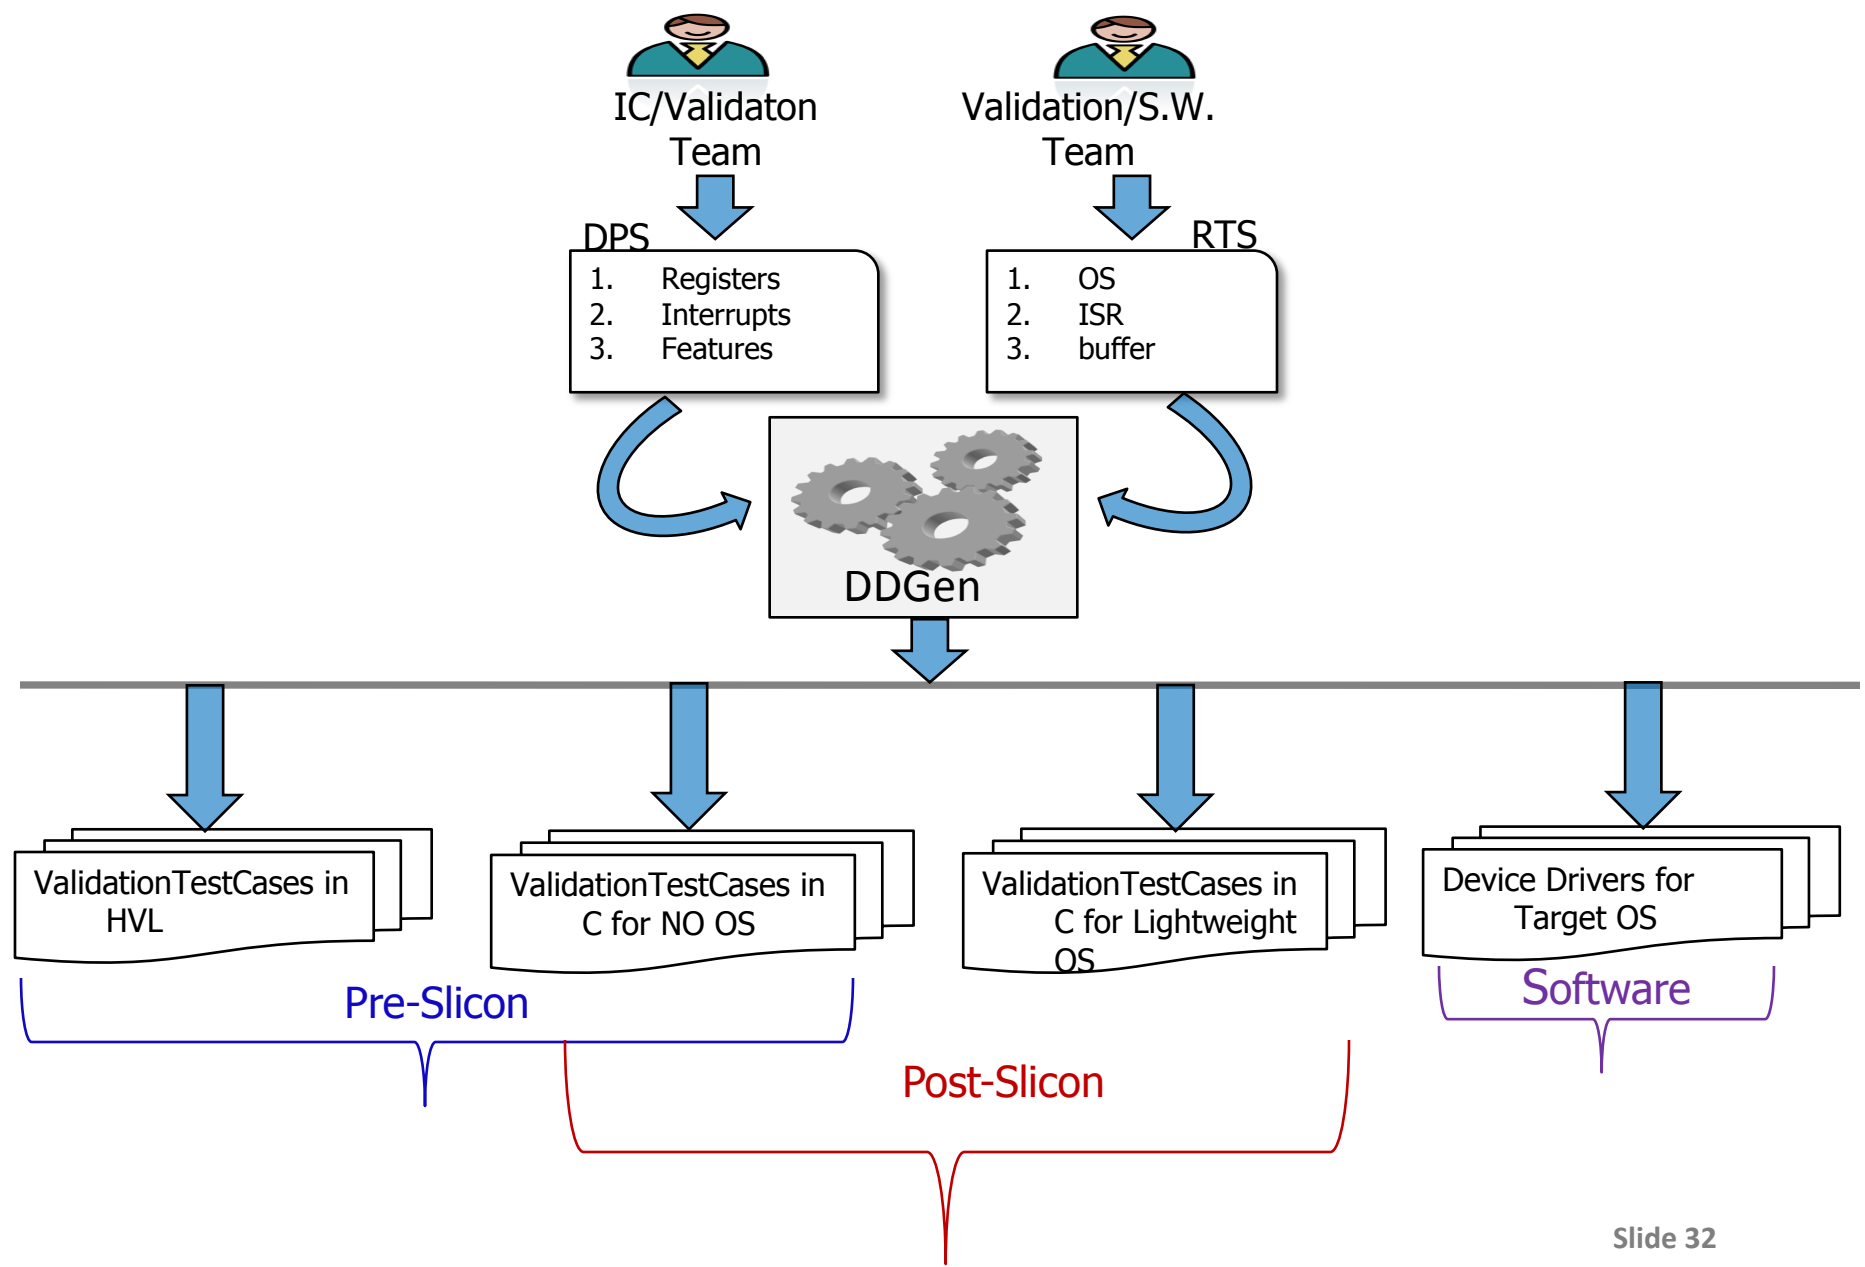 IC/Validaton
Team
Validation/S.W.
Team
DPS
1. Registers
2. Interrupts
3. Features
RTS
1. OS
2. ISR
3. buffer
DDGen
ValidationTestCases in
HVL
ValidationTestCases in
C for NO OS
ValidationTestCases in
C for Lightweight
OS
Device Drivers for
Target OS
Pre-Slicon
Software
Post-Slicon
Slide 32